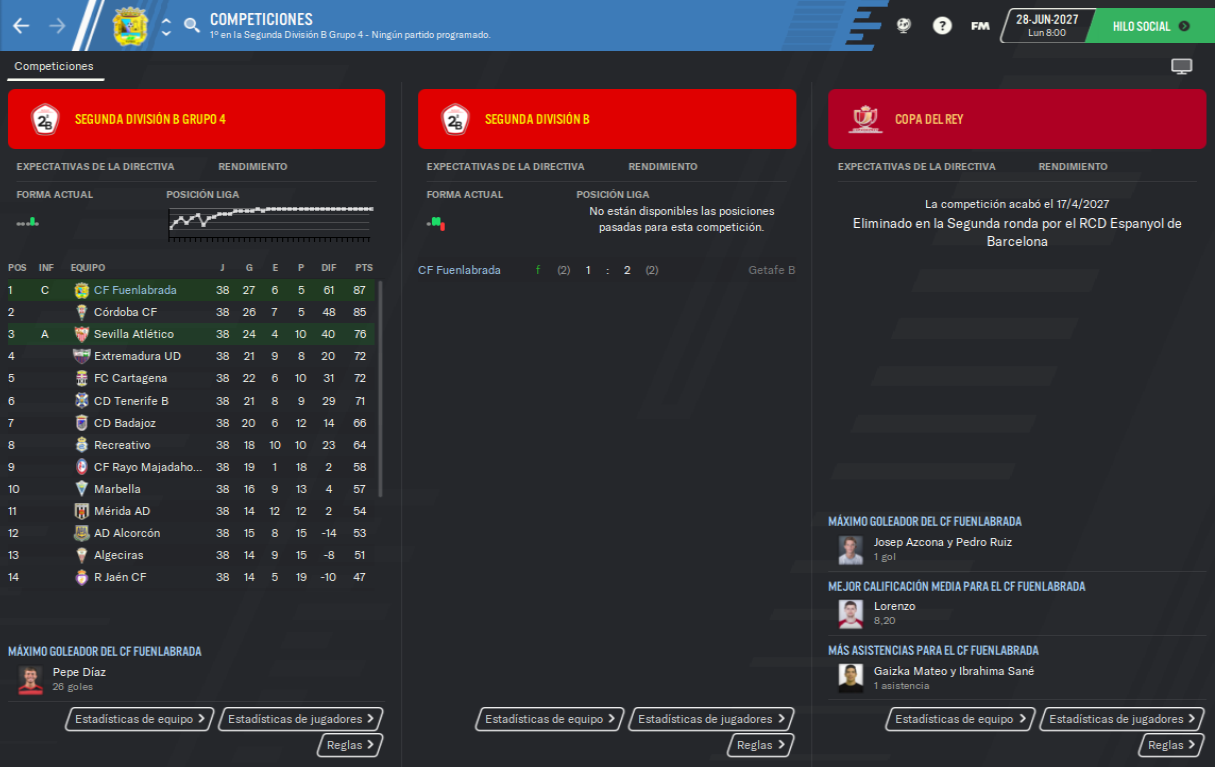 COMPETICIONES
1º en la Segunda División B Grupo 4 - Ningún partido programado.
?
FM
28-JUN-2027
Lun 8:00
HILO SOCIAL
Competiciones
2B
SEGUNDA DIVISIÓN B GRUPO 4
EXPECTATIVAS DE LA DIRECTIVA RENDIMIENTO
FORMA ACTUAL POSICIÓN LIGA
POS INF EQUIPO J G E P DIF PTS
1 C CF Fuenlabrada 38 27 6 5 61 87
2 Córdoba CF 38 26 7 5 48 85
3 A Sevilla Atlético 38 24 4 10 40 76
4 Extremadura UD 38 21 9 8 20 72
5 FC Cartagena 38 22 6 10 31 72
6 CD Tenerife B 38 21 8 9 29 71
7 CD Badajoz 38 20 6 12 14 66
8 Recreativo 38 18 10 10 23 64
9 CF Rayo Majadaho... 38 19 1 18 2 58
10 Marbella 38 16 9 13 4 57
11 Mérida AD 38 14 12 12 2 54
12 AD Alcorcón 38 15 8 15 -14 53
13 Algeciras 38 14 9 15 -8 51
14 R Jaén CF 38 14 5 19 -10 47
MÁXIMO GOLEADOR DEL CF FUENLABRADA
Pepe Díaz
26 goles
Estadísticas de equipo Estadísticas de jugadores
Reglas
2B
SEGUNDA DIVISIÓN B
EXPECTATIVAS DE LA DIRECTIVA RENDIMIENTO
FORMA ACTUAL POSICIÓN LIGA
No están disponibles las posiciones
pasadas para esta competición.
CF Fuenlabrada f (2) 1 : 2 (2) Getafe B
Estadísticas de equipo Estadísticas de jugadores
Reglas
COPA DEL REY
EXPECTATIVAS DE LA DIRECTIVA RENDIMIENTO
La competición acabó el 17/4/2027
Eliminado en la Segunda ronda por el RCD Espanyol de
Barcelona
MÁXIMO GOLEADOR DEL CF FUENLABRADA
Josep Azcona y Pedro Ruiz
1 gol
MEJOR CALIFICACIÓN MEDIA PARA EL CF FUENLABRADA
Lorenzo
8,20
MÁS ASISTENCIAS PARA EL CF FUENLABRADA
Gaizka Mateo y Ibrahima Sané
1 asistencia
Estadísticas de equipo Estadísticas de jugadores
Reglas